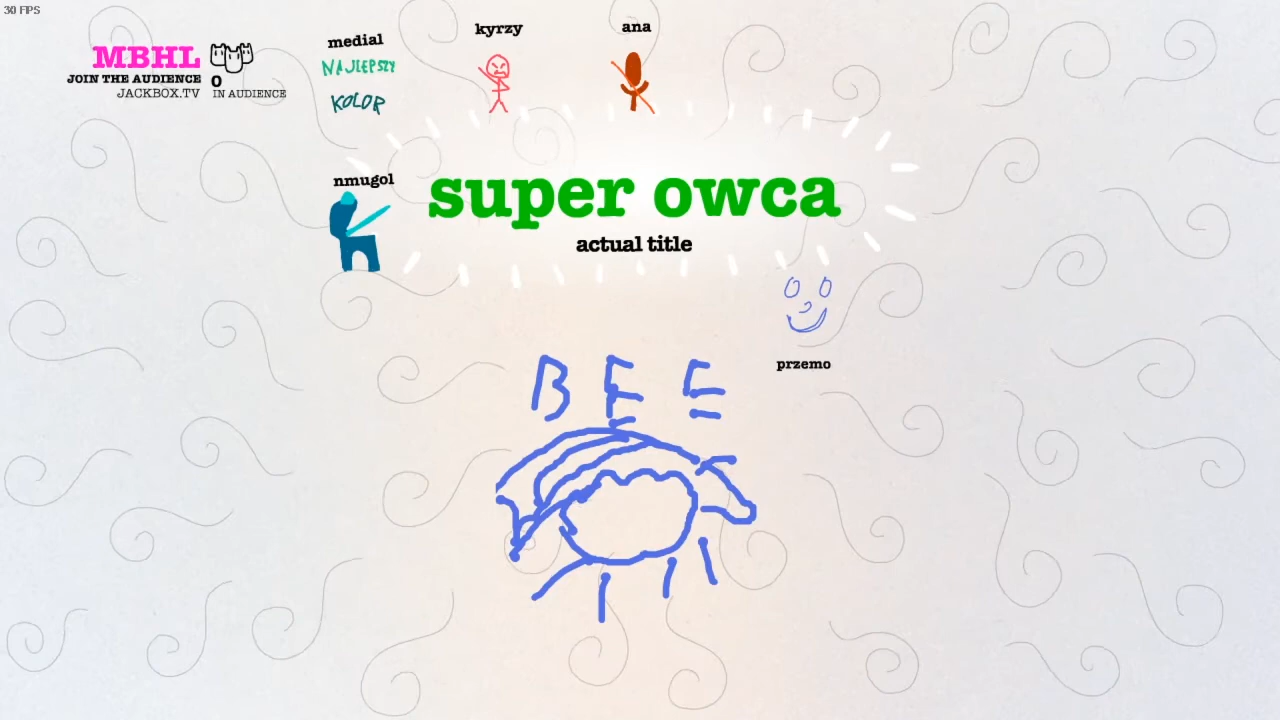 30 FPS
MBHL
JOIN THE AUDIENCE
JACKBOX.TV
0
IN AUDIENCE
medial
NAJLEPSZY
KOLOR
kyrzy
ana
nmugol
super owca
actual title
przemo
BEE